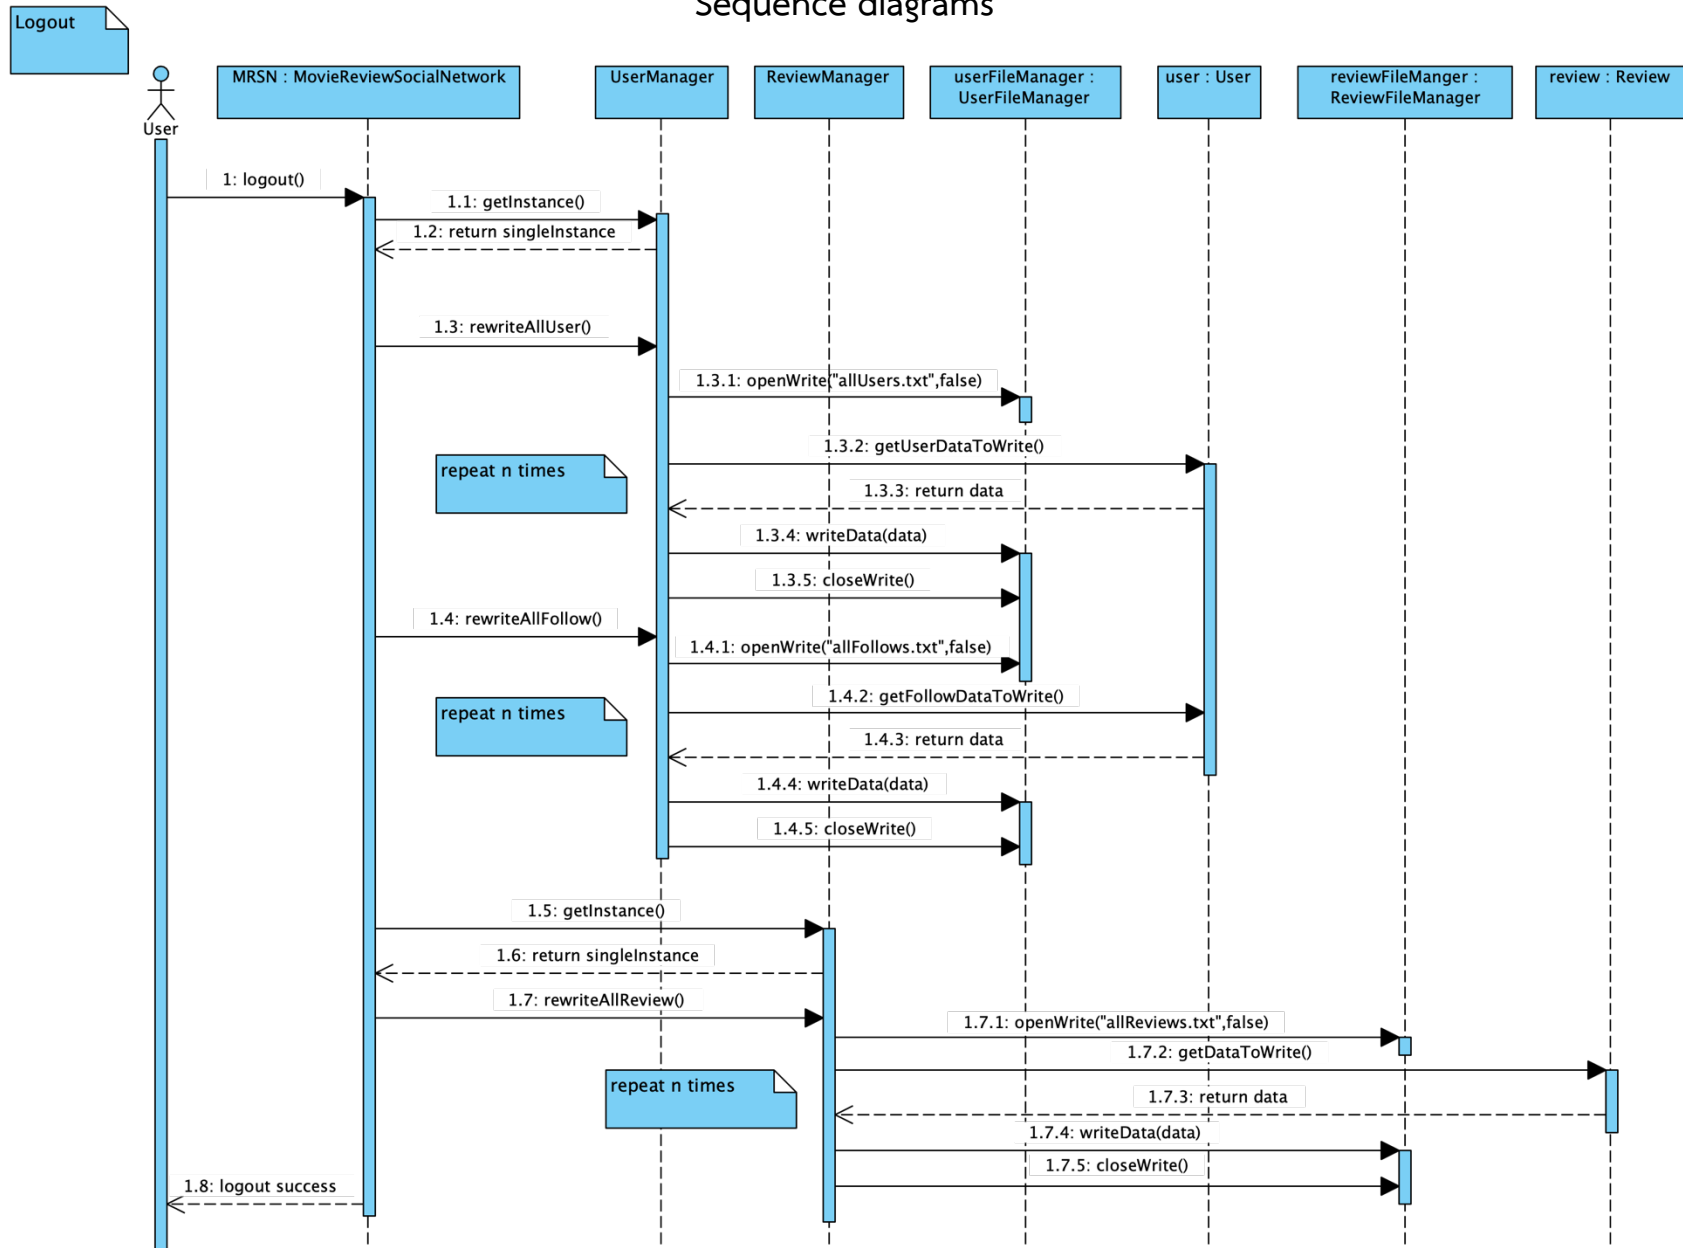 Sequence diagrams
Logout
User
MRSN : MovieReviewSocialNetwork
UserManager
ReviewManager
userFileManager :
UserFileManager
user : User
reviewFileManger :
ReviewFileManager
review : Review
1: logout()
1.1: getInstance()
1.2: return singleInstance
1.3: rewriteAllUser()
1.3.1: openWrite("allUsers.txt",false)
1.3.2: getUserDataToWrite()
repeat n times
1.3.3: return data
1.3.4: writeData(data)
1.3.5: closeWrite()
1.4: rewriteAllFollow()
1.4.1: openWrite("allFollows.txt",false)
1.4.2: getFollowDataToWrite()
repeat n times
1.4.3: return data
1.4.4: writeData(data)
1.4.5: closeWrite()
1.5: getInstance()
1.6: return singleInstance
1.7: rewriteAllReview()
1.7.1: openWrite("allReviews.txt",false)
1.7.2: getDataToWrite()
repeat n times
1.7.3: return data
1.7.4: writeData(data)
1.7.5: closeWrite()
1.8: logout success